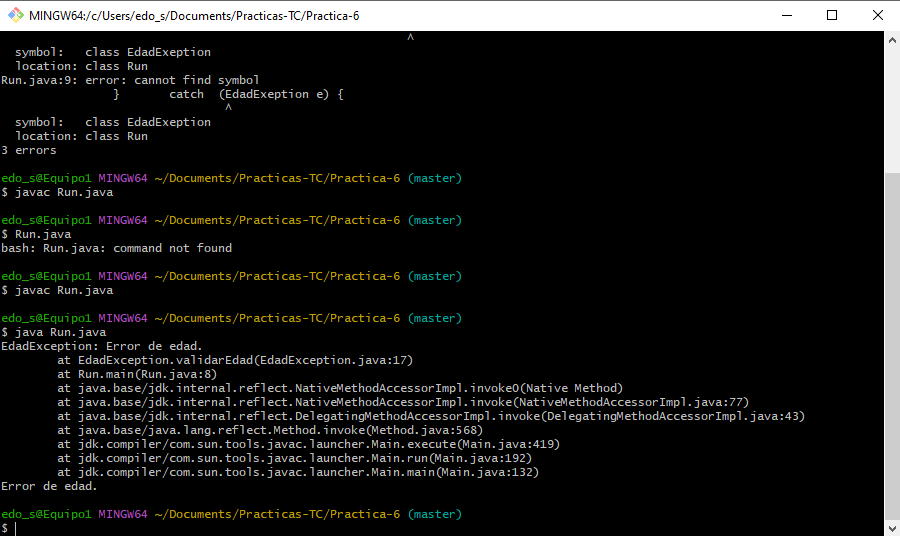 MINGW64:/c/Users/edo_s/Documents/Practicas-TC/Practica-6
^
symbol:   class EdadExeption
location: class Run
Run.java:9: error: cannot find symbol
}       catch  (EdadExeption e) {
^
symbol:   class EdadExeption
location: class Run
3 errors
edo_s@Equipo1 MINGW64 ~/Documents/Practicas-TC/Practica-6 (master)
$ javac Run.java
edo_s@Equipo1 MINGW64 ~/Documents/Practicas-TC/Practica-6 (master)
$ Run.java
bash: Run.java: command not found
edo_s@Equipo1 MINGW64 ~/Documents/Practicas-TC/Practica-6 (master)
$ javac Run.java
edo_s@Equipo1 MINGW64 ~/Documents/Practicas-TC/Practica-6 (master)
$ java Run.java
EdadException: Error de edad.
at EdadException.validarEdad(EdadException.java:17)
at Run.main(Run.java:8)
at java.base/jdk.internal.reflect.NativeMethodAccessorImpl.invoke0(Native Method)
at java.base/jdk.internal.reflect.NativeMethodAccessorImpl.invoke(NativeMethodAccessorImpl.java:77)
at java.base/jdk.internal.reflect.DelegatingMethodAccessorImpl.invoke(DelegatingMethodAccessorImpl.java:43)
at java.base/java.lang.reflect.Method.invoke(Method.java:568)
at jdk.compiler/com.sun.tools.javac.launcher.Main.execute(Main.java:419)
at jdk.compiler/com.sun.tools.javac.launcher.Main.run(Main.java:192)
at jdk.compiler/com.sun.tools.javac.launcher.Main.main(Main.java:132)
Error de edad.
edo_s@Equipo1 MINGW64 ~/Documents/Practicas-TC/Practica-6 (master)
$